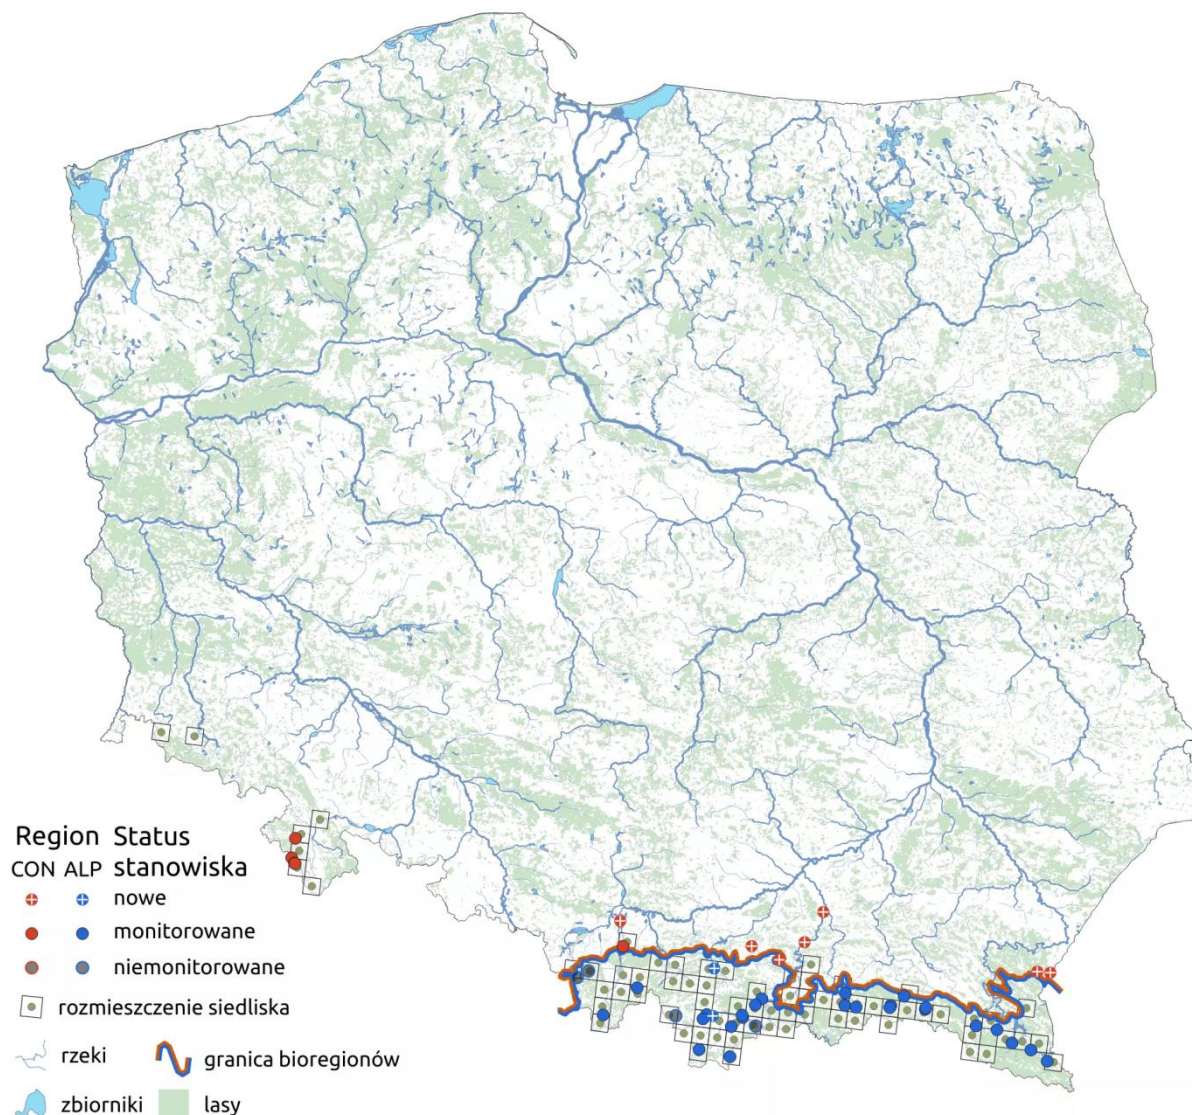 Region Status
CON ALP stanowiska
nowe
monitorowane
niemonitorowane
rozmieszczenie siedliska
rzeki granica bioregionów
zbiorniki lasy